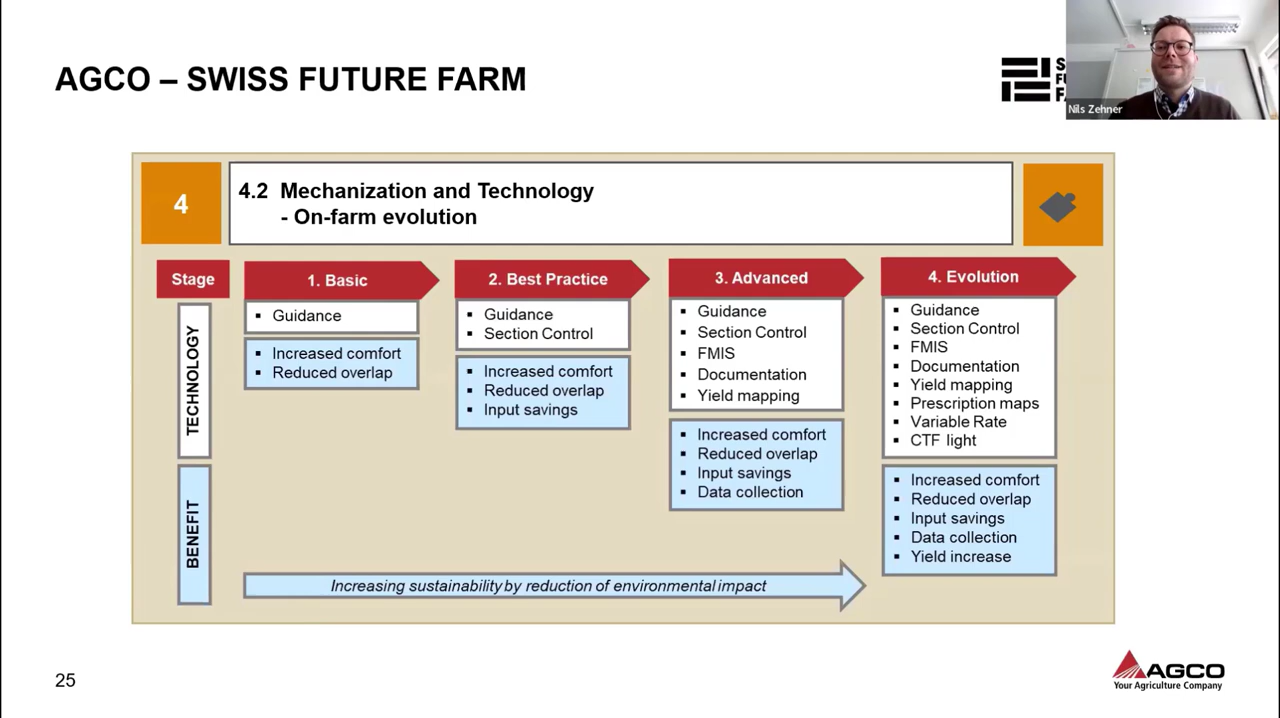 AGCO – SWISS FUTURE FARM
Nils Zehner
4
4.2 Mechanization and Technology
- On-farm evolution
Stage
1. Basic
2. Best Practice
3. Advanced
4. Evolution
TECHNOLOGY
▪ Guidance
▪ Increased comfort
▪ Reduced overlap
▪ Guidance
▪ Section Control
▪ Increased comfort
▪ Reduced overlap
▪ Input savings
▪ Guidance
▪ Section Control
▪ FMIS
▪ Documentation
▪ Yield mapping
▪ Increased comfort
▪ Reduced overlap
▪ Input savings
▪ Data collection
▪ Guidance
▪ Section Control
▪ FMIS
▪ Documentation
▪ Yield mapping
▪ Prescription maps
▪ Variable Rate
▪ CTF light
▪ Increased comfort
▪ Reduced overlap
▪ Input savings
▪ Data collection
▪ Yield increase
BENEFIT
Increasing sustainability by reduction of environmental impact
25
AGCO
Your Agriculture Company